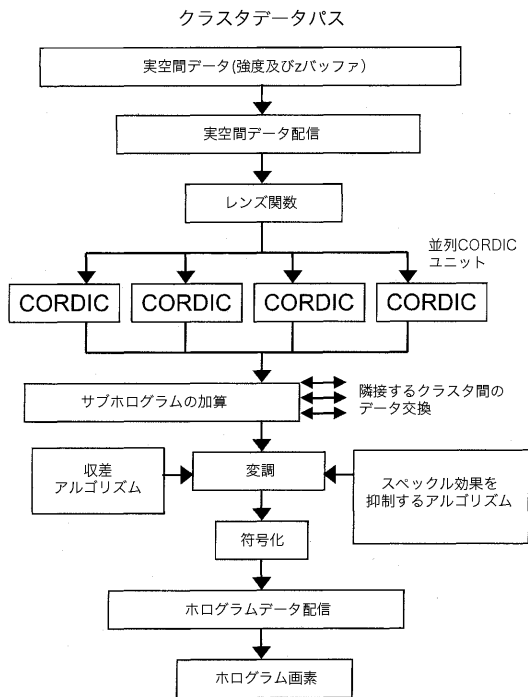 クラスタデータパス
実空間データ(強度及びzバッファ)
実空間データ配信
レンズ関数
並列CORDIC
ユニット
CORDIC CORDIC CORDIC CORDIC
サブホログラムの加算
隣接するクラスタ間の
データ交換
収差
アルゴリズム
変調
スペックル効果を
抑制するアルゴリズム
符号化
ホログラムデータ配信
ホログラム画素